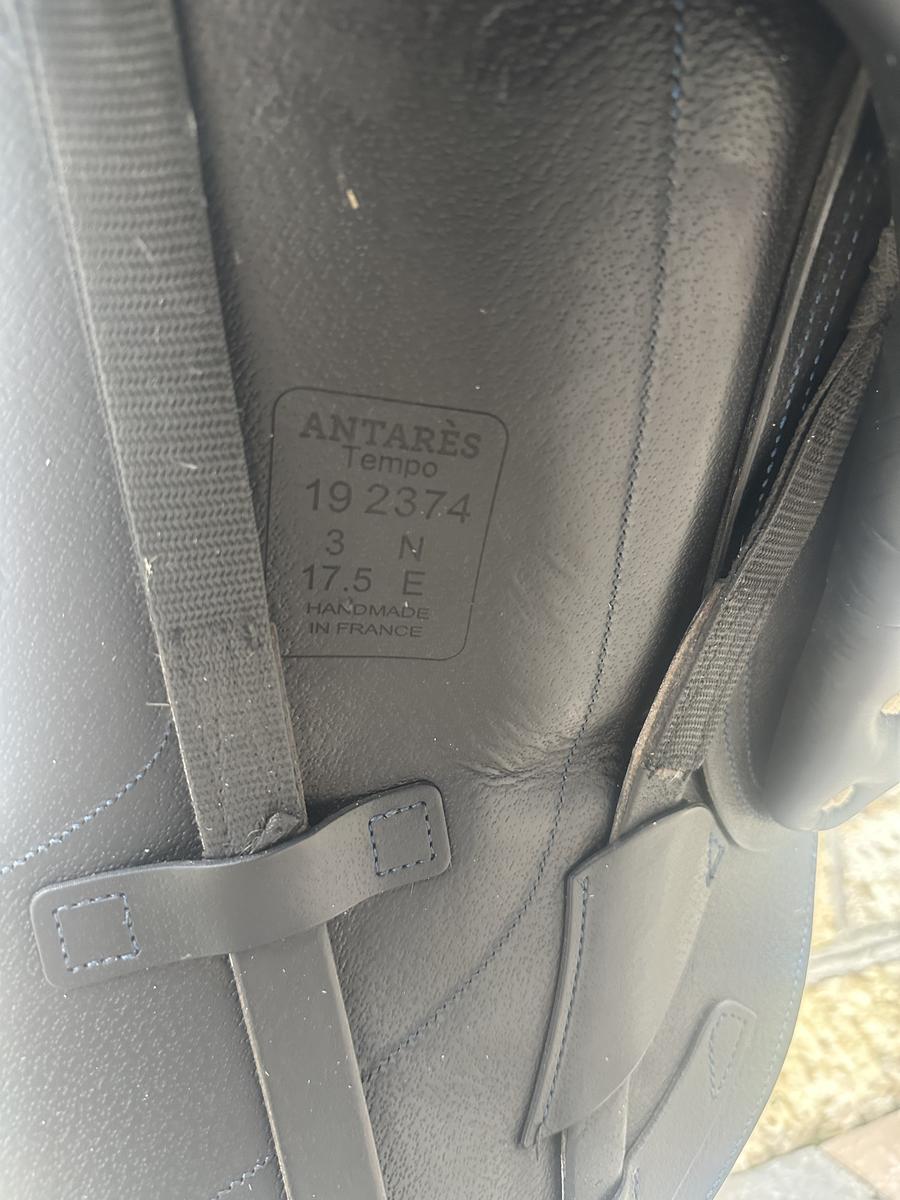 ANTARÈS
Tempo
19 2374
3 N
17.5 E
HANDMADE
IN FRANCE